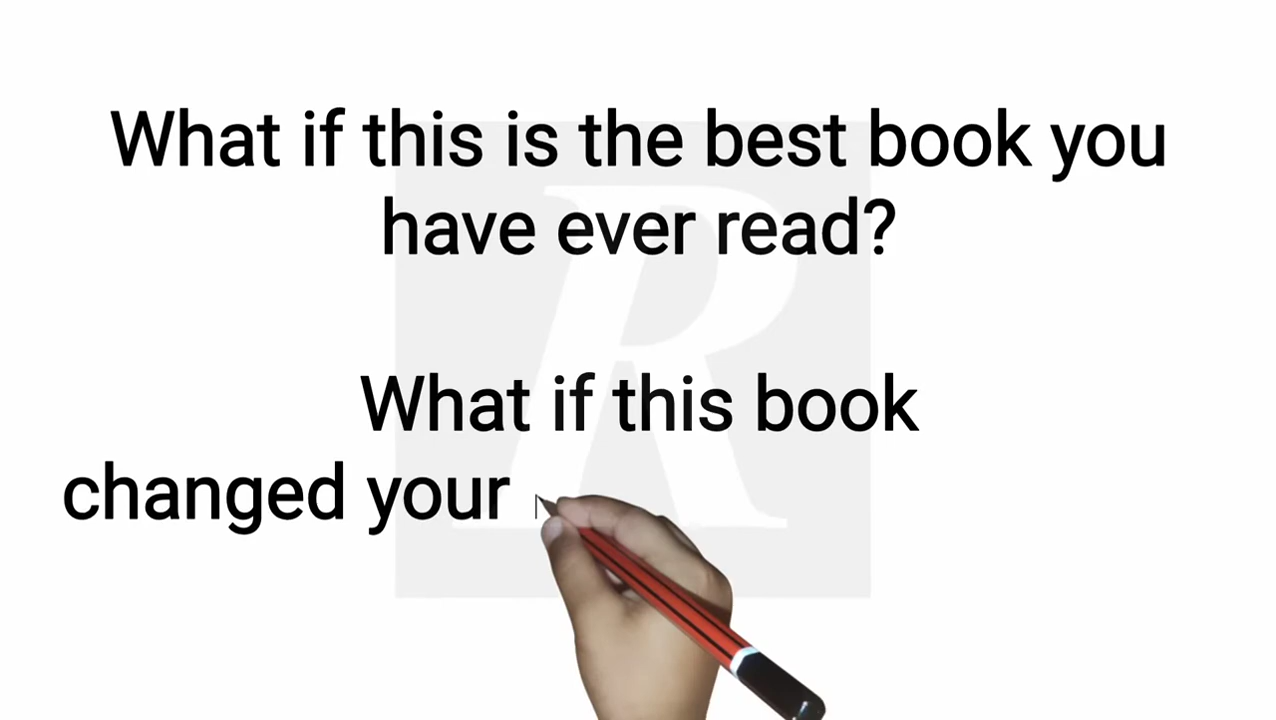 What if this is the best book you
have ever read?
What if this book
changed your
R